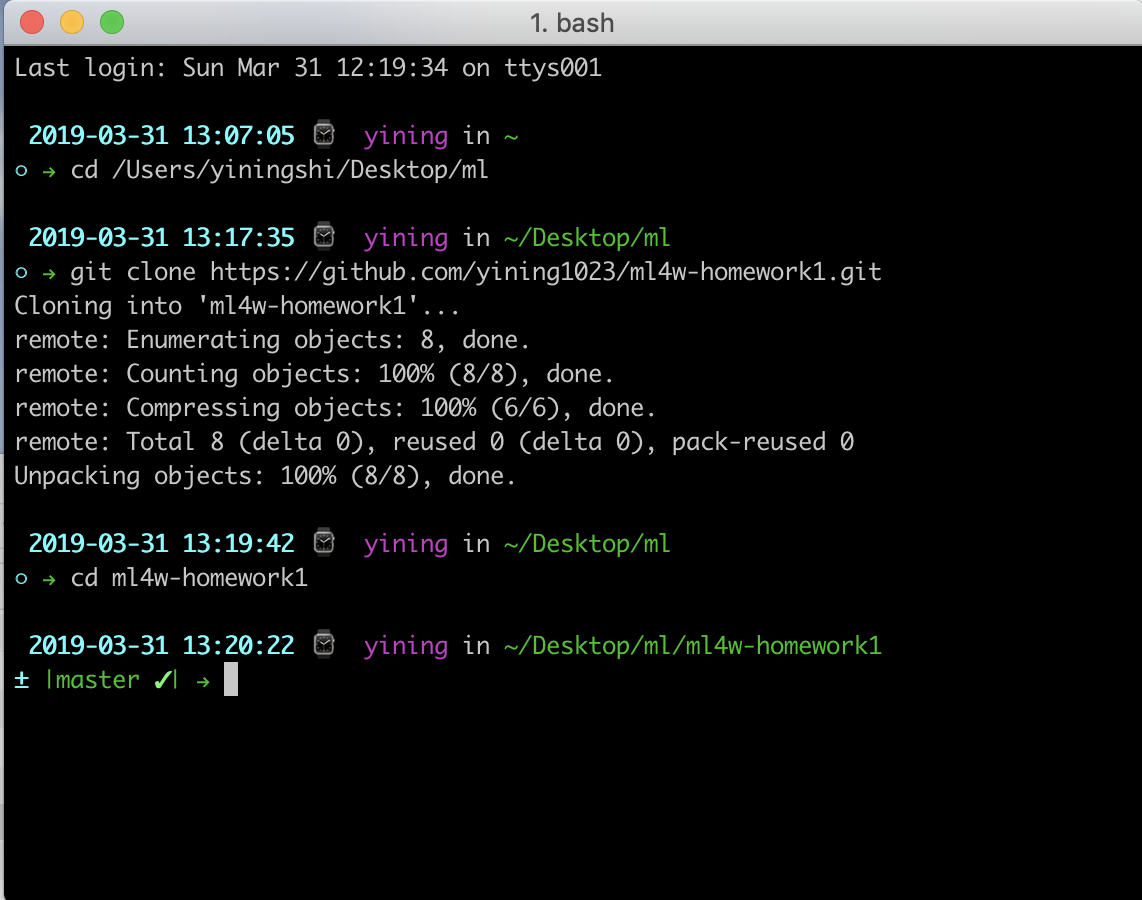 1. bash
Last login: Sun Mar 31 12:19:34 on ttys001
2019-03-31 13:07:05 ⌚ yining in ~
○ → cd /Users/yiningshi/Desktop/ml
2019-03-31 13:17:35 ⌚ yining in ~/Desktop/ml
○ → git clone https://github.com/yining1023/ml4w-homework1.git
Cloning into 'ml4w-homework1'...
remote: Enumerating objects: 8, done.
remote: Counting objects: 100% (8/8), done.
remote: Compressing objects: 100% (6/6), done.
remote: Total 8 (delta 0), reused 0 (delta 0), pack-reused 0
Unpacking objects: 100% (8/8), done.
2019-03-31 13:19:42 ⌚ yining in ~/Desktop/ml
○ → cd ml4w-homework1
2019-03-31 13:20:22 ⌚ yining in ~/Desktop/ml/ml4w-homework1
± |master ✓| →